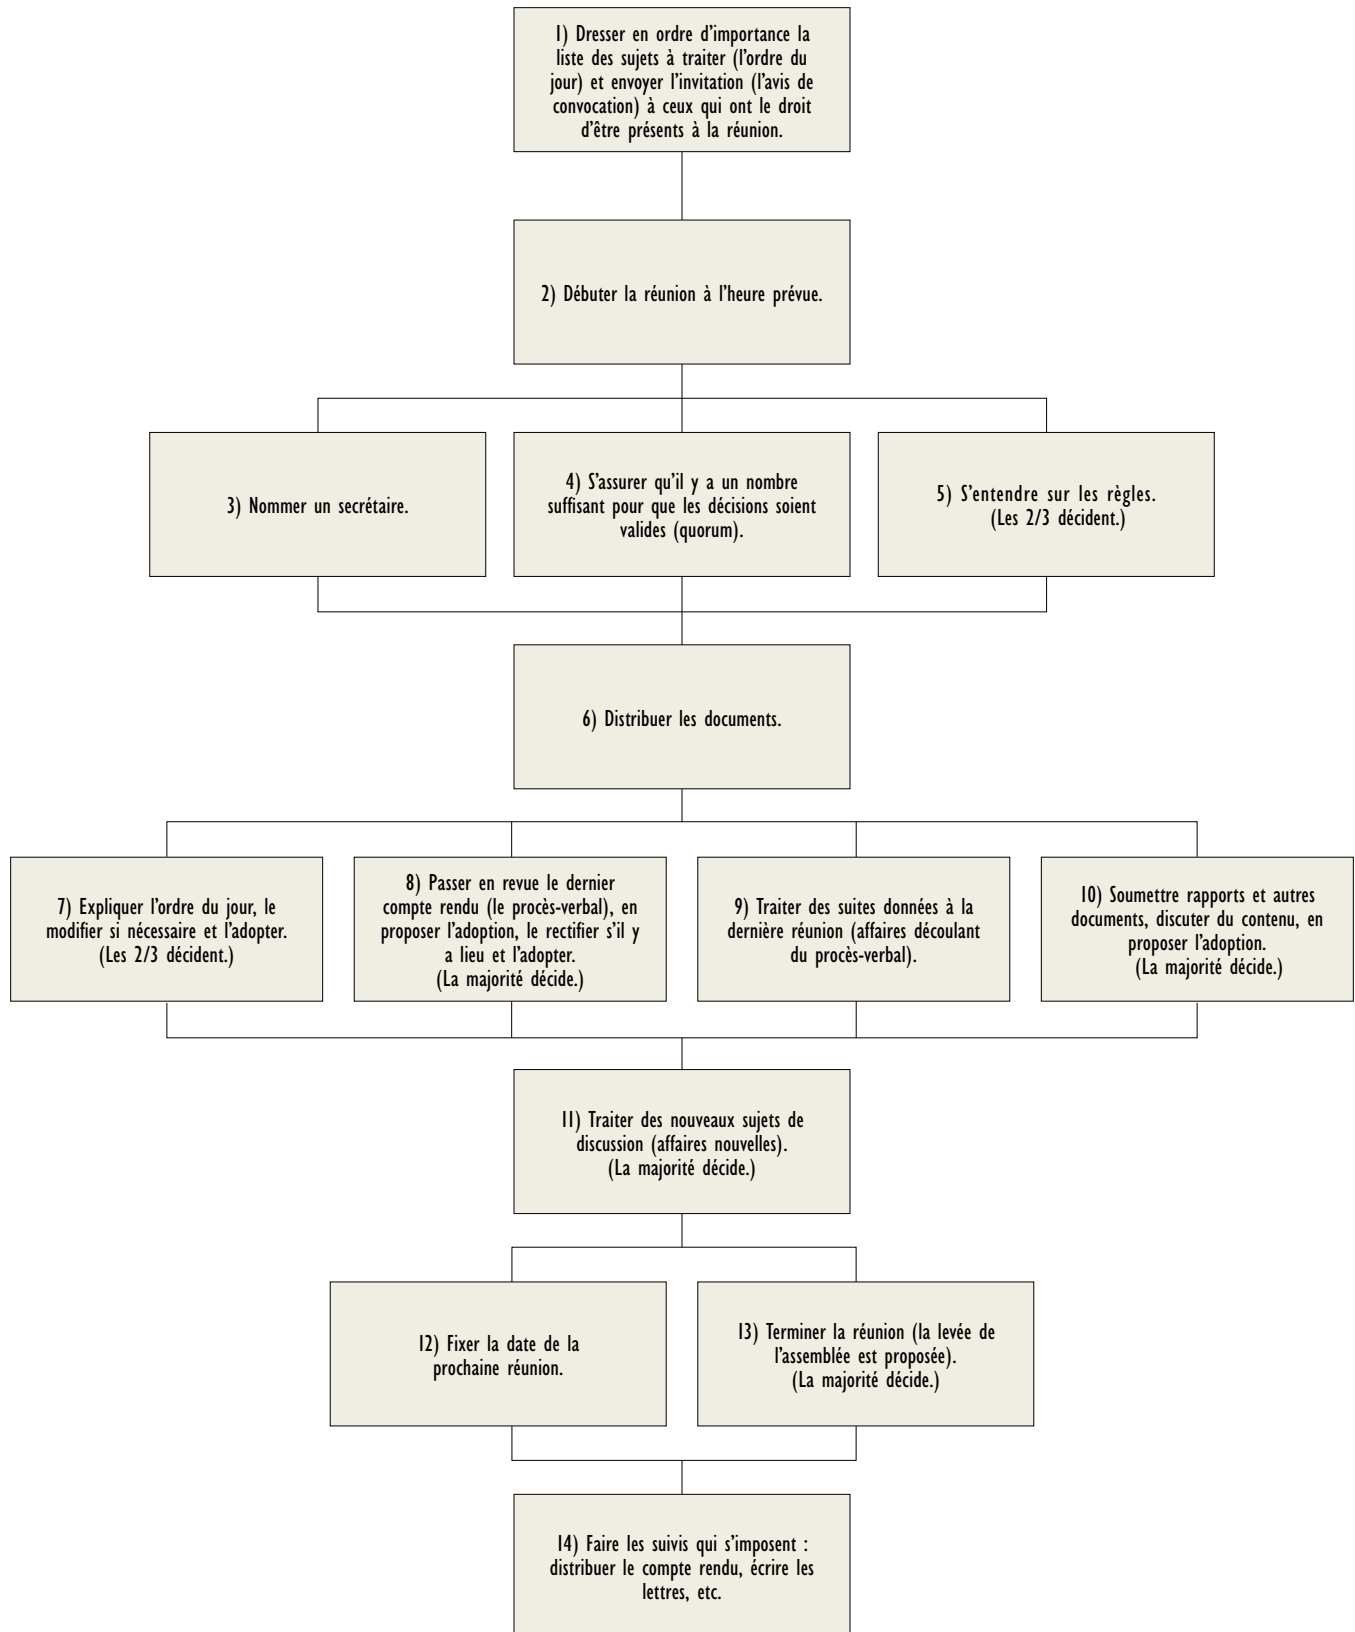 1) Dresser en ordre d'importance la
liste des sujets à traiter (l'ordre du
jour) et envoyer l'invitation (l'avis de
convocation) à ceux qui ont le droit
d'être présents à la réunion.
2) Débuter la réunion à l'heure prévue.
3) Nommer un secrétaire.
4) S'assurer qu'il y a un nombre
suffisant pour que les décisions soient
valides (quorum).
5) S'entendre sur les règles.
(Les 2/3 décident.)
6) Distribuer les documents.
7) Expliquer l'ordre du jour, le
modifier si nécessaire et l'adopter.
(Les 2/3 décident.)
8) Passer en revue le dernier
compte rendu (le procès-verbal), en
proposer l'adoption, le rectifier s'il y
a lieu et l'adopter.
(La majorité décide.)
9) Traiter des suites données à la
dernière réunion (affaires découlant
du procès-verbal).
10) Soumettre rapports et autres
documents, discuter du contenu, en
proposer l'adoption.
(La majorité décide.)
11) Traiter des nouveaux sujets de
discussion (affaires nouvelles).
(La majorité décide.)
12) Fixer la date de la
prochaine réunion.
13) Terminer la réunion (la levée de
l'assemblée est proposée).
(La majorité décide.)
14) Faire les suivis qui s'imposent :
distribuer le compte rendu, écrire les
lettres, etc.